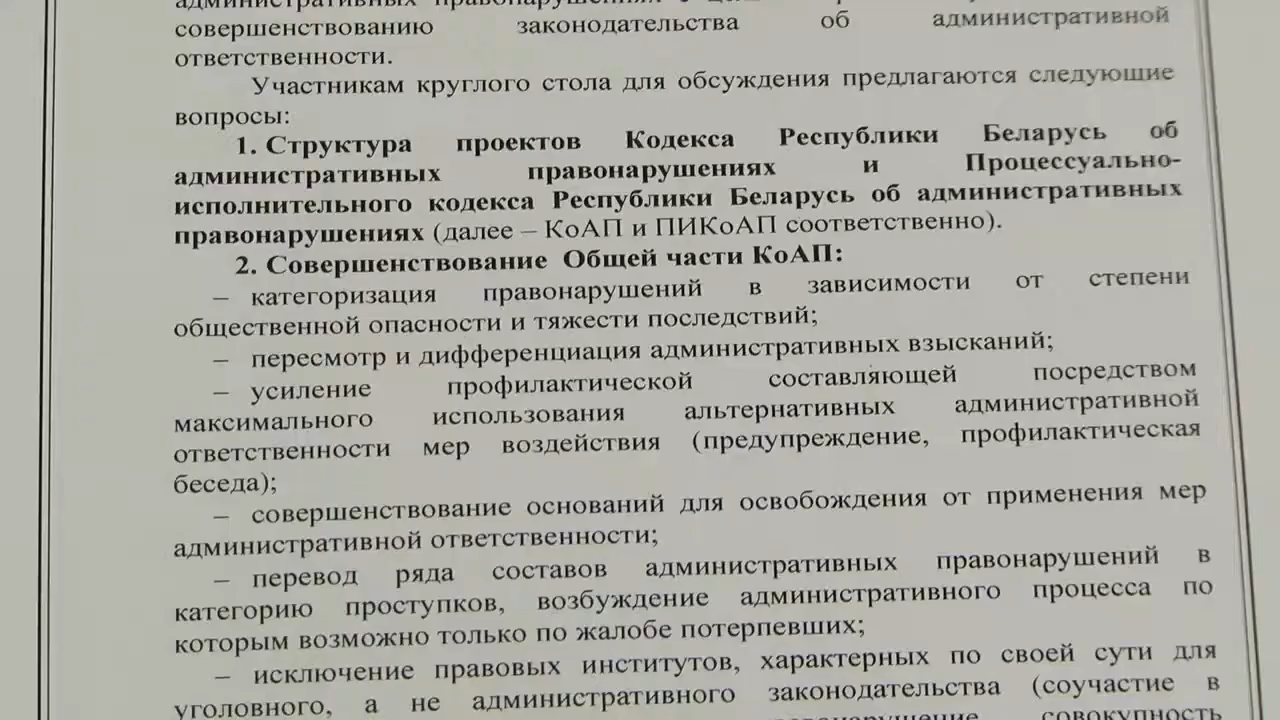 административных правонарушениях
совершенствованию законодательства об административной
ответственности.
Участникам круглого стола для обсуждения предлагаются следующие
вопросы:
1. Структура проектов Кодекса Республики Беларусь об
административных правонарушениях и Процессуально-
исполнительного кодекса Республики Беларусь об административных
правонарушениях (далее – КоАП и ПИКоАП соответственно).
2. Совершенствование Общей части КоАП:
– категоризация правонарушений в зависимости от степени
общественной опасности и тяжести последствий;
– пересмотр и дифференциация административных взысканий;
– усиление профилактической составляющей посредством
максимального использования альтернативных административной
ответственности мер воздействия (предупреждение, профилактическая
беседа);
– совершенствование оснований для освобождения от применения мер
административной ответственности;
– перевод ряда составов административных правонарушений в
категорию проступков, возбуждение административного процесса по
которым возможно только по жалобе потерпевших;
– исключение правовых институтов, характерных по своей сути для
уголовного, а не административного законодательства (соучастие в
совокупность